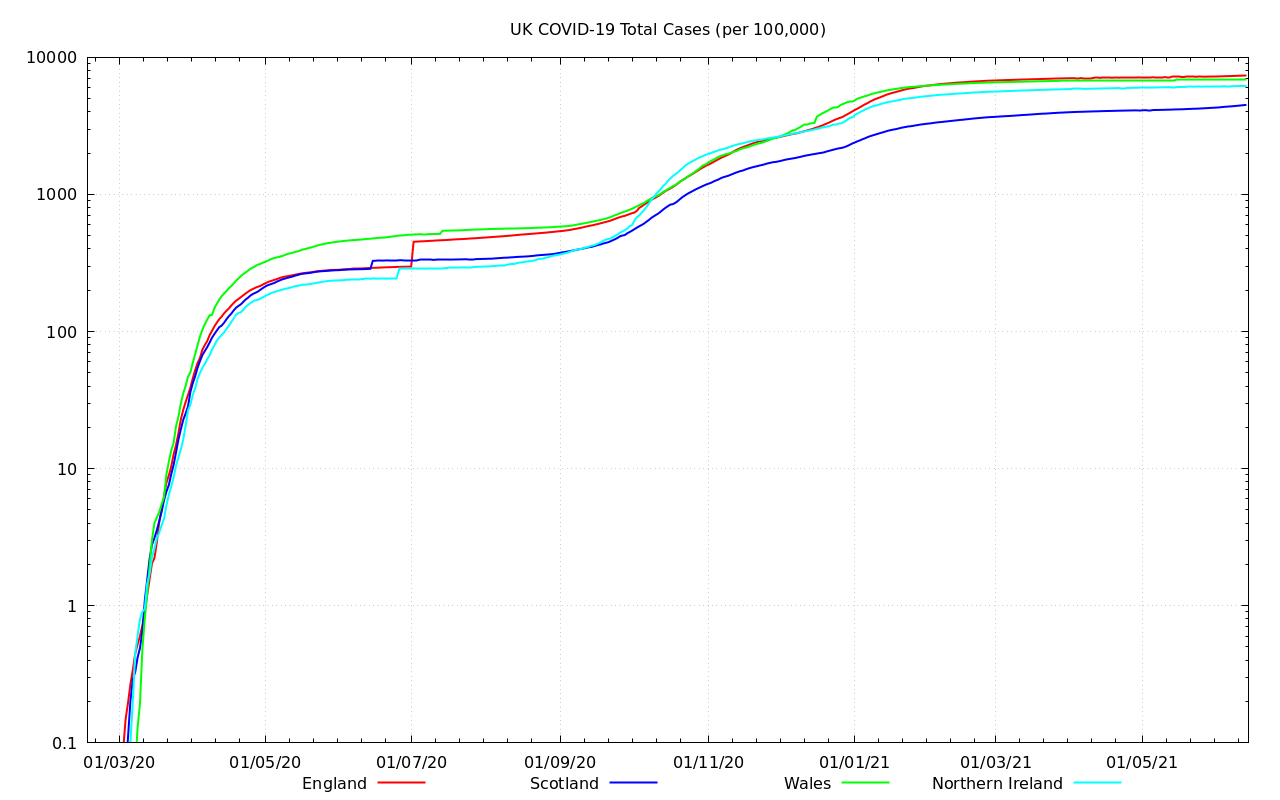 UK COVID-19 Total Cases (per 100,000)
10000
1000
100
10
1
0.1
01/03/20 01/05/20 01/07/20 01/09/20 01/11/20 01/01/21 01/03/21 01/05/21
England Scotland Wales Northern Ireland